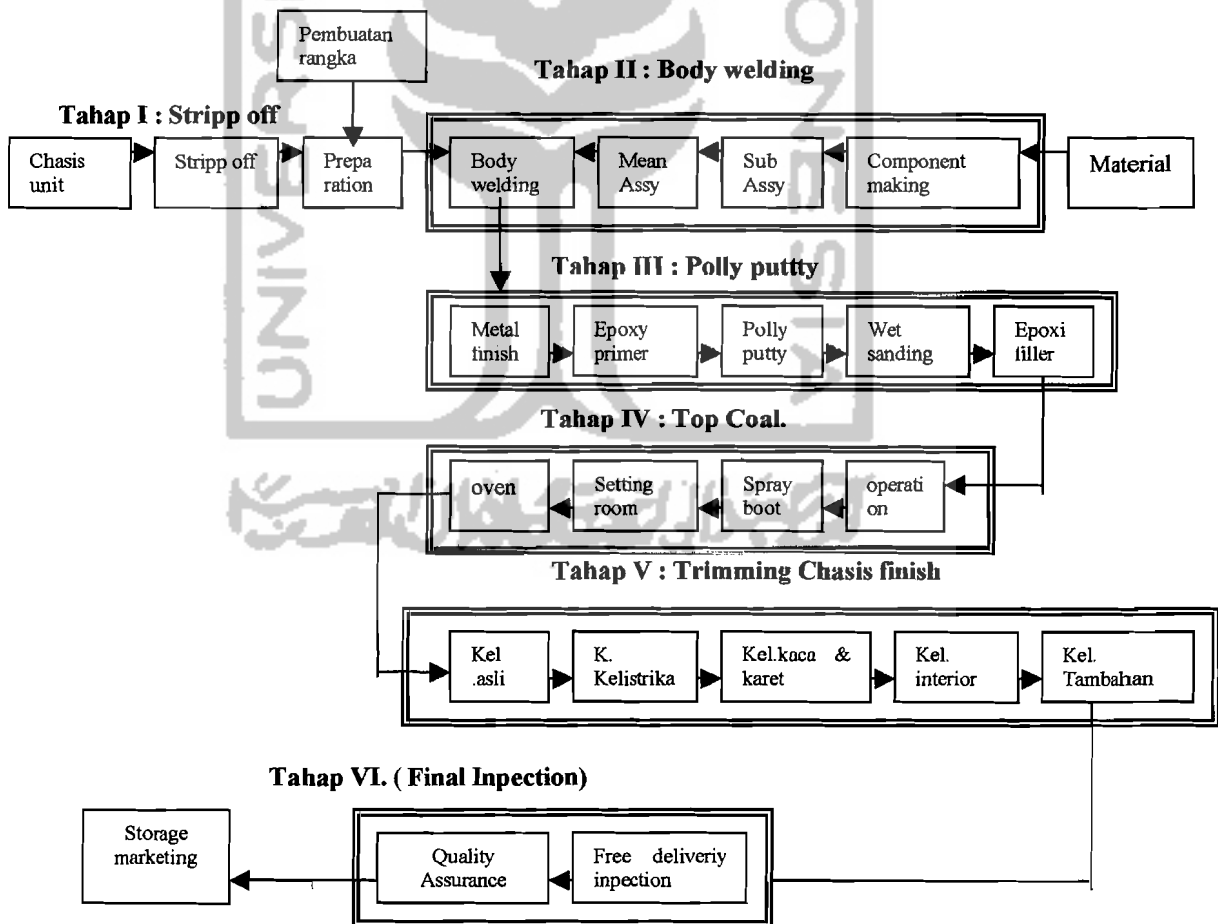 Pembuatan
rangka
Tahap II : Body welding
Tahap I : Stripp off
Chasis
unit
Stripp off
Prepa
ration
Body
welding
Mean
Assy
Sub
Assy
Component
making
Material
Tahap III : Polly puttty
Metal
finish
Epoxy
primer
Polly
putty
Wet
sanding
Epoxi
filler
Tahap IV : Top Coal.
oven
Setting
room
Spray
boot
operati
on
Tahap V : Trimming Chasis finish
Kel
.asli
K.
Kelistrika
Kel.kaca &
karet
Kel.
interior
Kel.
Tambahan
Tahap VI. ( Final Inpection)
Storage
marketing
Quality
Assurance
Free deliveriy
inpection
UNIVERS
ONESIA